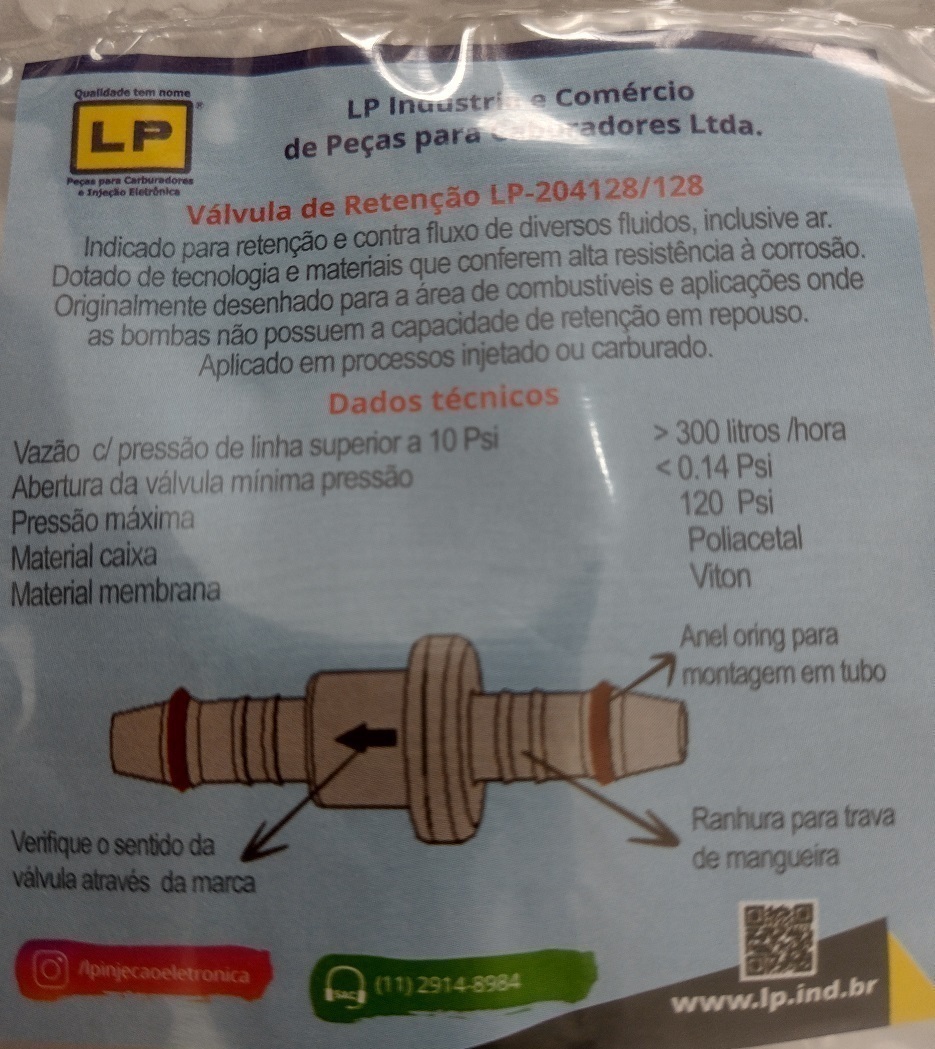 Qualidade tem nome
LP
®
Peças para Carburadores
e Injeção Eletrônica
LP Industria e Comércio
de Peças para Carburadores Ltda.
Válvula de Retenção LP-204128/128
Indicado para retenção e contra fluxo de diversos fluidos, inclusive ar.
Dotado de tecnologia e materiais que conferem alta resistência à corrosão.
Originalmente desenhado para a área de combustíveis e aplicações onde
as bombas não possuem a capacidade de retenção em repouso.
Aplicado em processos injetado ou carburado.
Dados técnicos
Vazão c/ pressão de linha superior a 10 Psi > 300 litros /hora
Abertura da válvula mínima pressão < 0.14 Psi
Pressão máxima 120 Psi
Material caixa Poliacetal
Material membrana Viton
Anel oring para
montagem em tubo
Verifique o sentido da
válvula através da marca
Ranhura para trava
de mangueira
/lpinjecaoeletronica
SAC
(11) 2914-8984
www.lp.ind.br